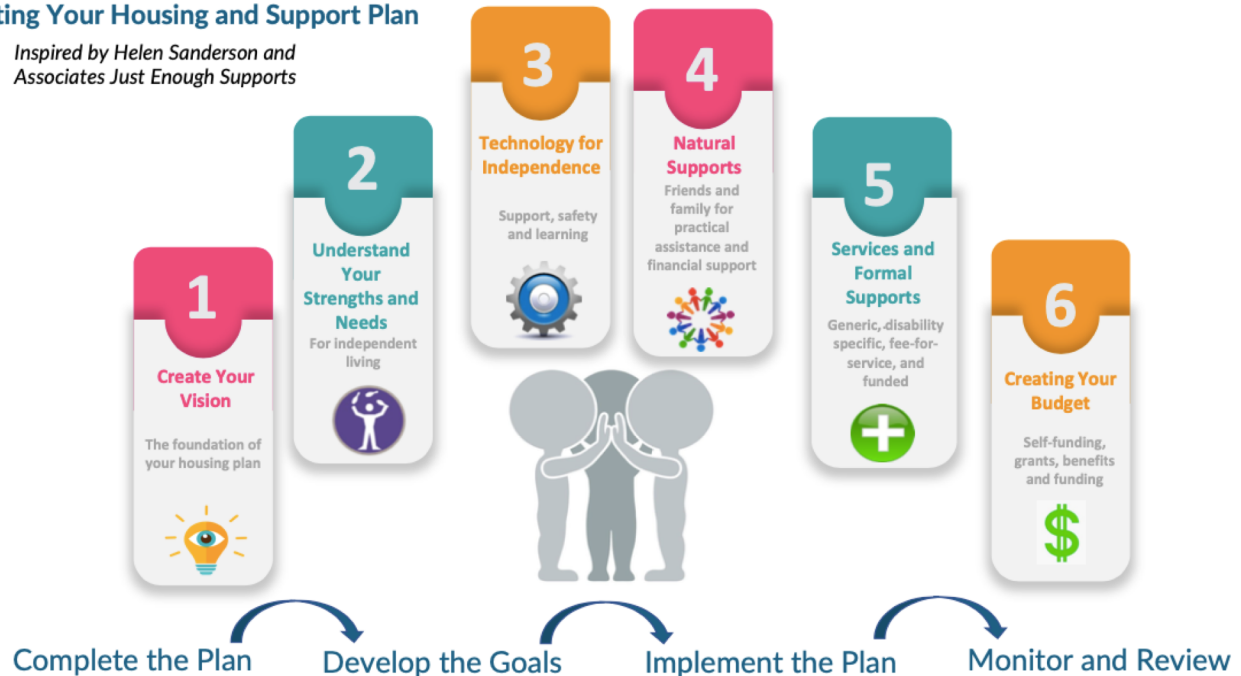 ting Your Housing and Support Plan
Inspired by Helen Sanderson and
Associates Just Enough Supports
1
Create Your
Vision
The foundation of
your housing plan
2
Understand
Your
Strengths and
Needs
For independent
living
3
Technology for
Independence
Support, safety
and learning
4
Natural
Supports
Friends and
family for
practical
assistance and
financial support
5
Services and
Formal
Supports
Generic, disability
specific, fee-for-
service, and
funded
6
Creating Your
Budget
Self-funding,
grants, benefits
and funding
$
Complete the Plan
Develop the Goals
Implement the Plan
Monitor and Review